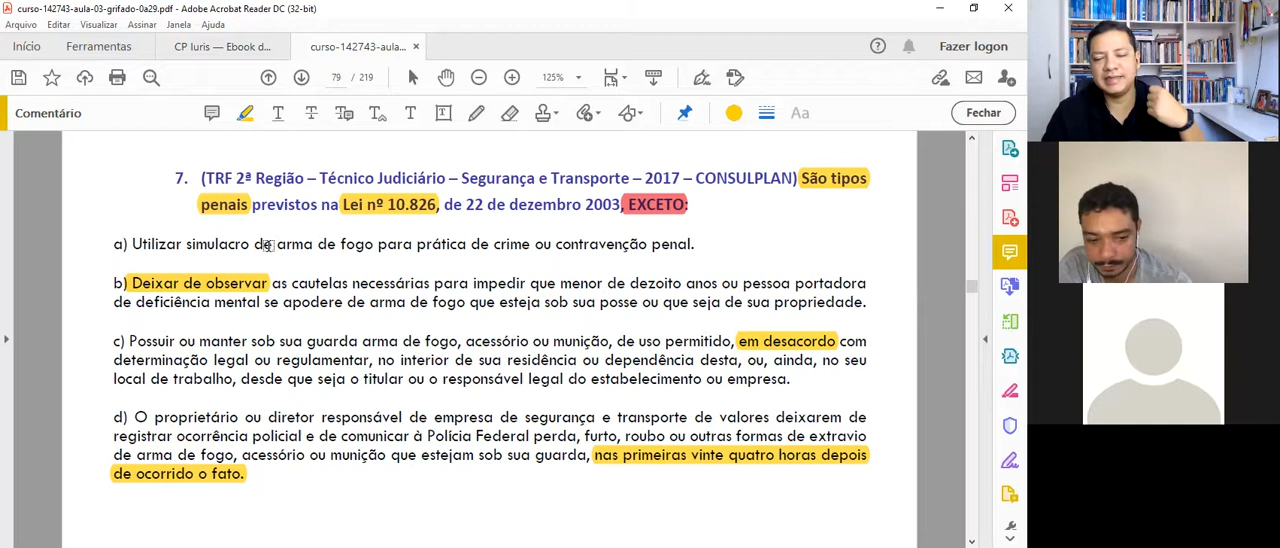 curso-142743-aula-03-grifado-0a29.pdf - Adobe Acrobat Reader DC (32-bit)
Arquivo Editar Visualizar Assinar Janela Ajuda
Início Ferramentas CP Iuris — Ebook d... curso-142743-aula... × Fazer logon
79 / 219 125%
Comentário Aa Fechar
7. (TRF 2ª Região – Técnico Judiciário – Segurança e Transporte – 2017 – CONSULPLAN) São tipos
penais previstos na Lei nº 10.826, de 22 de dezembro 2003, EXCETO:
a) Utilizar simulacro de arma de fogo para prática de crime ou contravenção penal.
b) Deixar de observar as cautelas necessárias para impedir que menor de dezoito anos ou pessoa portadora
de deficiência mental se apodere de arma de fogo que esteja sob sua posse ou que seja de sua propriedade.
c) Possuir ou manter sob sua guarda arma de fogo, acessório ou munição, de uso permitido, em desacordo com
determinação legal ou regulamentar, no interior de sua residência ou dependência desta, ou, ainda, no seu
local de trabalho, desde que seja o titular ou o responsável legal do estabelecimento ou empresa.
d) O proprietário ou diretor responsável de empresa de segurança e transporte de valores deixarem de
registrar ocorrência policial e de comunicar à Polícia Federal perda, furto, roubo ou outras formas de extravio
de arma de fogo, acessório ou munição que estejam sob sua guarda, nas primeiras vinte quatro horas depois
de ocorrido o fato.